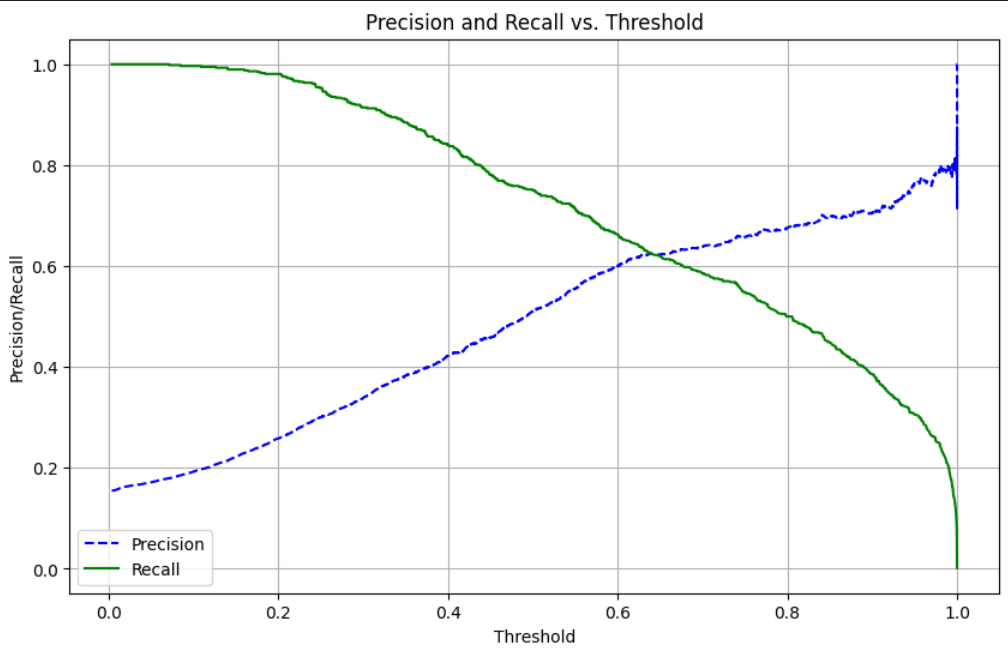 Precision and Recall vs. Threshold
Precision/Recall
1.0
0.8
0.6
0.4
0.2
0.0
Precision
Recall
0.0 0.2 0.4 0.6 0.8 1.0
Threshold